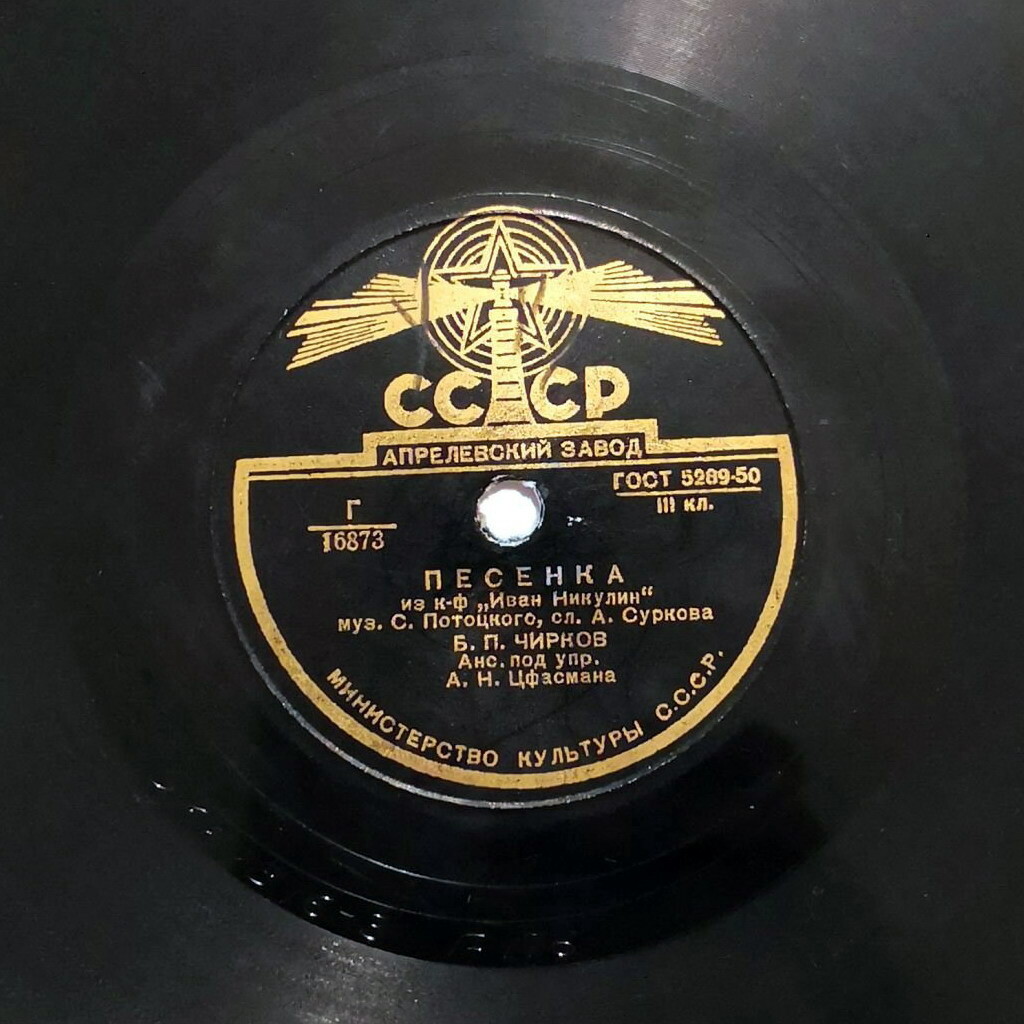 СССР
АПРЕЛЕВСКИЙ ЗАВОД
ГОСТ 5289-50
III кл.
Г
16873
ПЕСЕНКА
из к-ф „Иван Никулин“
муз. С. Потоцкого, сл. А. Суркова
Б. П. ЧИРКОВ
Анс. под упр.
А. Н. Цфасмана
МИНИСТЕРСТВО КУЛЬТУРЫ С.С.С.Р.